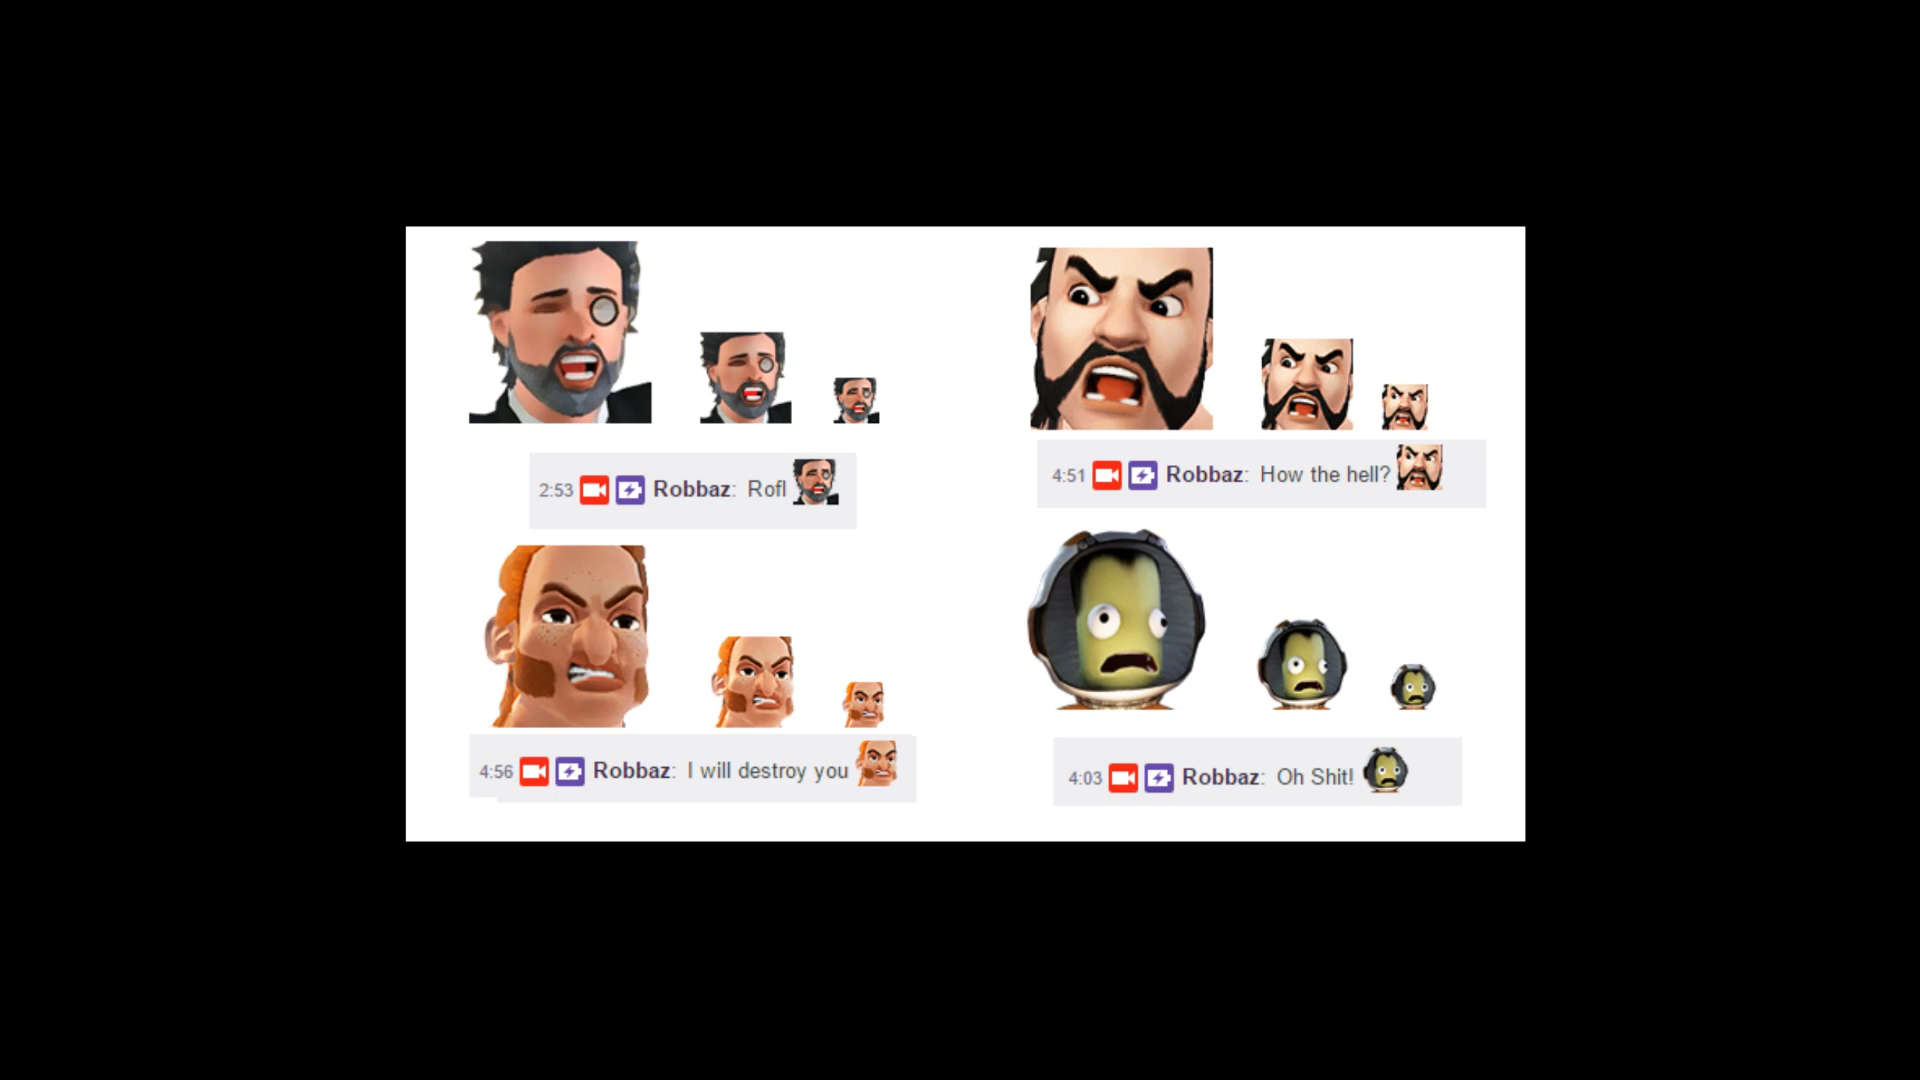 2:53 Robbaz: Rofl
4:51 Robbaz: How the hell?
4:56 Robbaz: I will destroy you
4:03 Robbaz: Oh Shit!